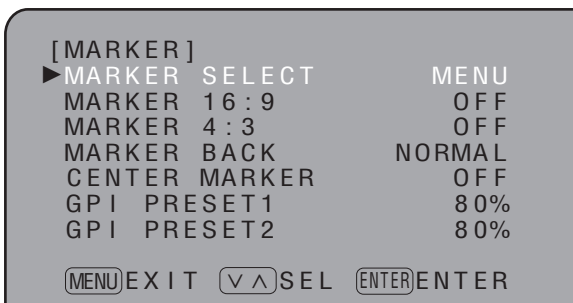 [MARKER]
▶MARKER SELECT MENU
MARKER 16:9 OFF
MARKER 4:3 OFF
MARKER BACK NORMAL
CENTER MARKER OFF
GPI PRESET1 80%
GPI PRESET2 80%
MENU EXIT ∨∧ SEL ENTER ENTER